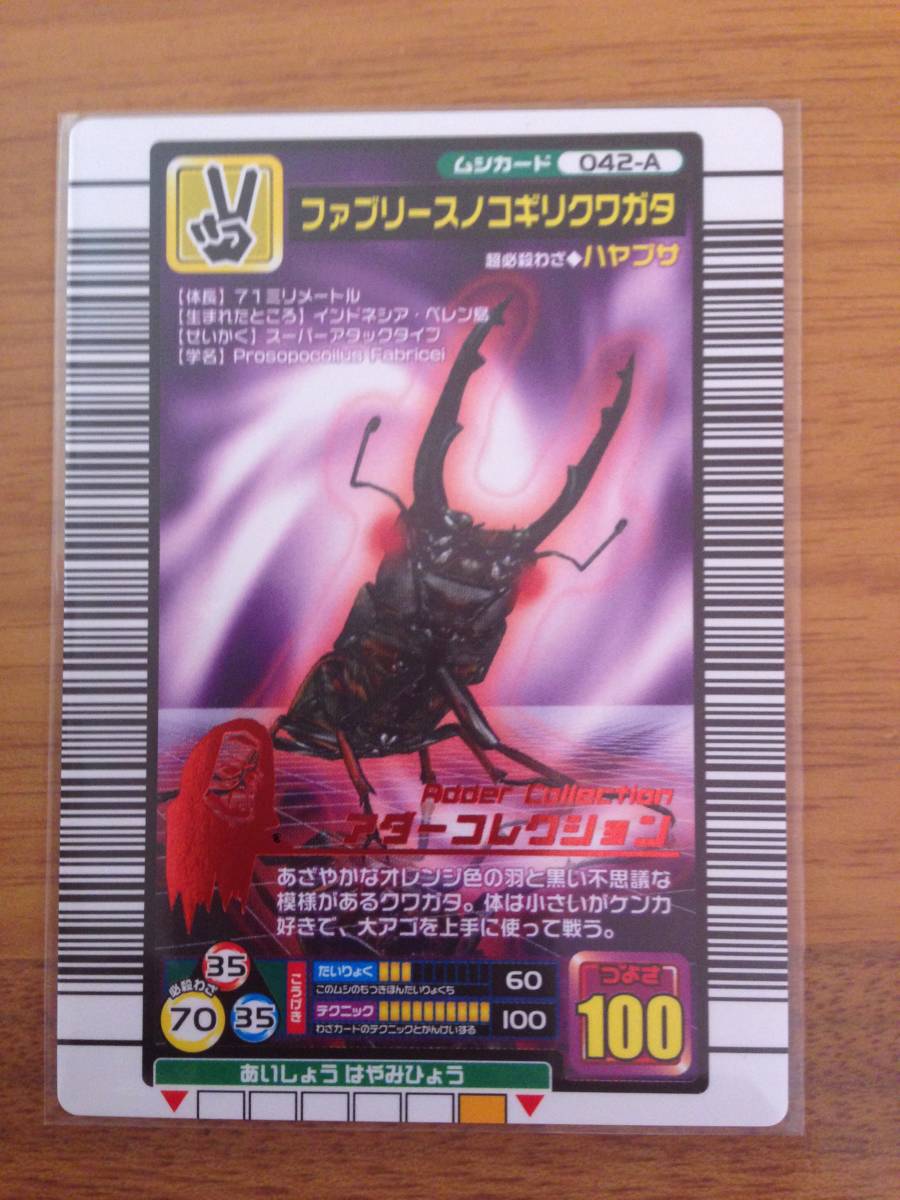 ムシカード 042-A
ファブリースノコギリクワガタ
超必殺わざ◆ハヤブサ
【体長】71ミリメートル
【生まれたところ】インドネシア・ペレン島
【せいかく】スーパーアタックタイプ
【学名】Prosopocoilus Fabricei
Adder Collection
アダーコレクション
あざやかなオレンジ色の羽と黒い不思議な
模様があるクワガタ。体は小さいがケンカ
好きで、大アゴを上手に使って戦う。
35
必殺わざ
70
35
こうげき
たいりょく
このムシのもつきほんたいりょくち
60
テクニック
わざカードのテクニックとかんけいする
100
つよさ
100
あいしょうはやみひょう